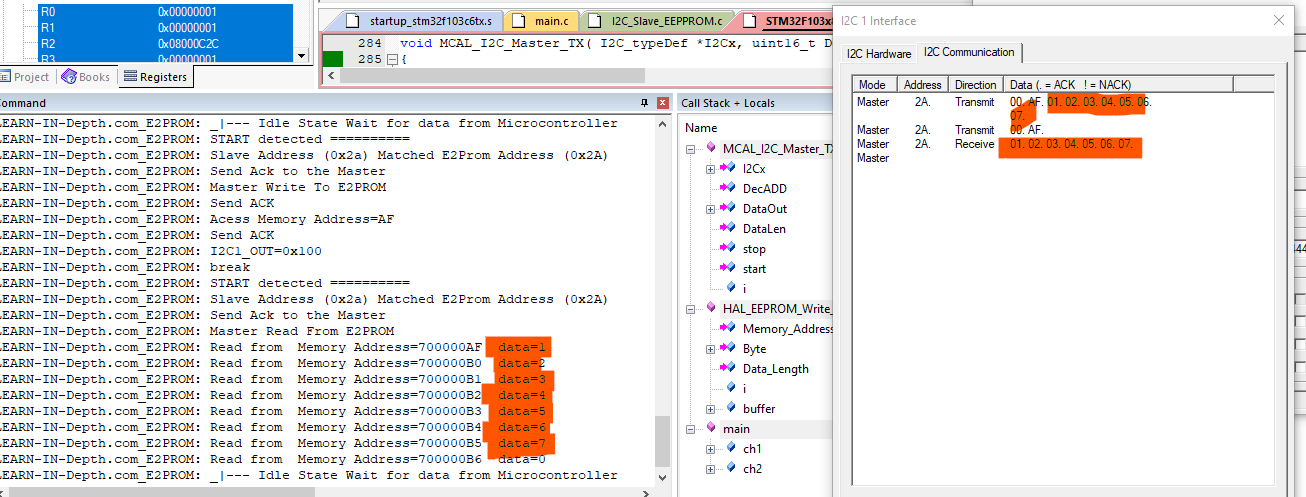 R0 0x00000001
R1 0x00000001
R2 0x08000C2C
R3 0x00000001
Project Books Registers
startup_stm32f103c6tx.s main.c I2C_Slave_EEPPROM.c STM32F103x8
284 void MCAL_I2C_Master_TX( I2C_typeDef *I2Cx, uint16_t D
285 {
Command
LEARN-IN-Depth.com_E2PROM: _|--- Idle State Wait for data from Microcontroller
LEARN-IN-Depth.com_E2PROM: START detected ==========
LEARN-IN-Depth.com_E2PROM: Slave Address (0x2a) Matched E2Prom Address (0x2A)
LEARN-IN-Depth.com_E2PROM: Send Ack to the Master
LEARN-IN-Depth.com_E2PROM: Master Write To E2PROM
LEARN-IN-Depth.com_E2PROM: Send ACK
LEARN-IN-Depth.com_E2PROM: Acess Memory Address=AF
LEARN-IN-Depth.com_E2PROM: Send ACK
LEARN-IN-Depth.com_E2PROM: I2C1_OUT=0x100
LEARN-IN-Depth.com_E2PROM: break
LEARN-IN-Depth.com_E2PROM: START detected ==========
LEARN-IN-Depth.com_E2PROM: Slave Address (0x2a) Matched E2Prom Address (0x2A)
LEARN-IN-Depth.com_E2PROM: Send Ack to the Master
LEARN-IN-Depth.com_E2PROM: Master Read From E2PROM
LEARN-IN-Depth.com_E2PROM: Read from Memory Address=700000AF data=1
LEARN-IN-Depth.com_E2PROM: Read from Memory Address=700000B0 data=2
LEARN-IN-Depth.com_E2PROM: Read from Memory Address=700000B1 data=3
LEARN-IN-Depth.com_E2PROM: Read from Memory Address=700000B2 data=4
LEARN-IN-Depth.com_E2PROM: Read from Memory Address=700000B3 data=5
LEARN-IN-Depth.com_E2PROM: Read from Memory Address=700000B4 data=6
LEARN-IN-Depth.com_E2PROM: Read from Memory Address=700000B5 data=7
LEARN-IN-Depth.com_E2PROM: Read from Memory Address=700000B6 data=0
LEARN-IN-Depth.com_E2PROM: _|--- Idle State Wait for data from Microcontroller
Call Stack + Locals
Name
MCAL_I2C_Master_TX
I2Cx
DecADD
DataOut
DataLen
stop
start
i
HAL_EEPROM_Write_
Memory_Address
Byte
Data_Length
i
buffer
main
ch1
ch2
I2C 1 Interface
I2C Hardware I2C Communication
Mode Address Direction Data (. = ACK ! = NACK)
Master 2A. Transmit 00. AF. 01. 02. 03. 04. 05. 06.
07.
Master 2A. Transmit 00. AF.
Master 2A. Receive 01. 02. 03. 04. 05. 06. 07.
Master
44